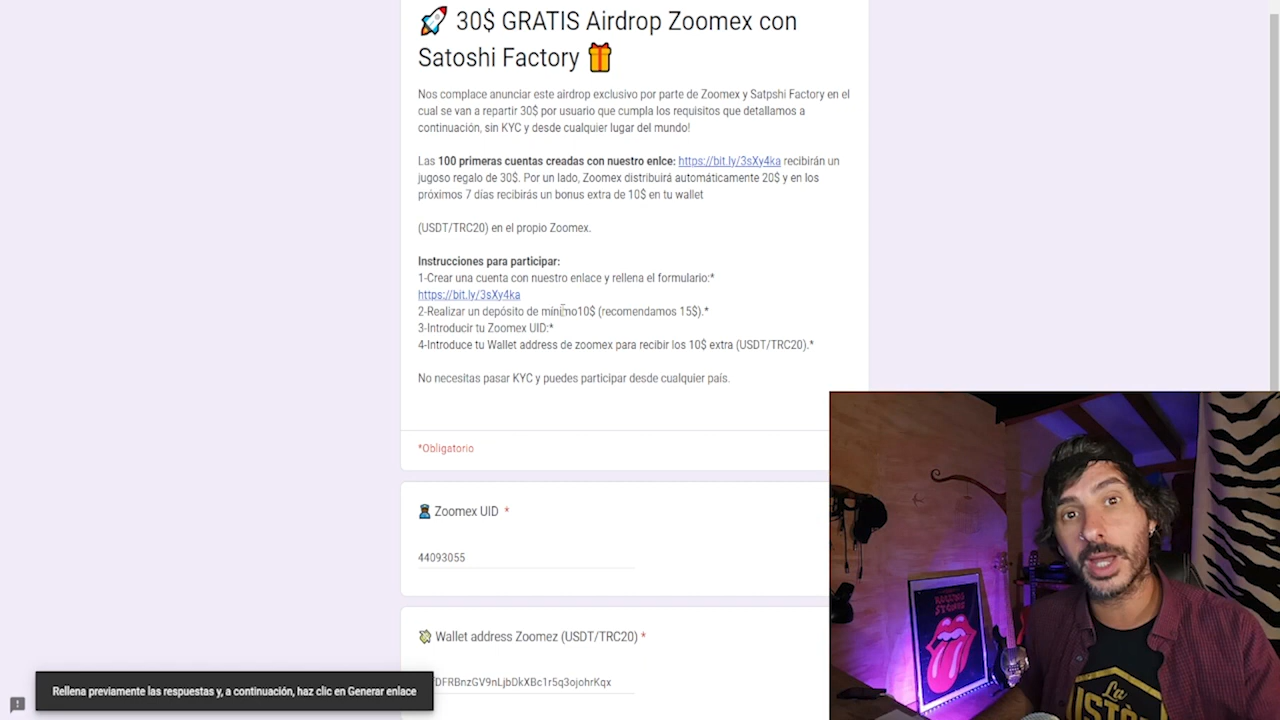 🚀 30$ GRATIS Airdrop Zoomex con
Satoshi Factory 🎁
Nos complace anunciar este airdrop exclusivo por parte de Zoomex y Satpshi Factory en el
cual se van a repartir 30$ por usuario que cumpla los requisitos que detallamos a
continuación, sin KYC y desde cualquier lugar del mundo!
Las 100 primeras cuentas creadas con nuestro enlce: https://bit.ly/3sXy4ka recibirán un
jugoso regalo de 30$. Por un lado, Zoomex distribuirá automáticamente 20$ y en los
próximos 7 días recibirás un bonus extra de 10$ en tu wallet
(USDT/TRC20) en el propio Zoomex.
Instrucciones para participar:
1-Crear una cuenta con nuestro enlace y rellena el formulario:*
https://bit.ly/3sXy4ka
2-Realizar un depósito de mínimo10$ (recomendamos 15$).*
3-Introducir tu Zoomex UID:*
4-Introduce tu Wallet address de zoomex para recibir los 10$ extra (USDT/TRC20).*
No necesitas pasar KYC y puedes participar desde cualquier país.
*Obligatorio
Zoomex UID *
44093055
Wallet address Zoomez (USDT/TRC20) *
DFRBnzGV9nLjbDkXBc1r5q3ojohrKqx
Rellena previamente las respuestas y, a continuación, haz clic en Generar enlace
ROLLING
STONES
La